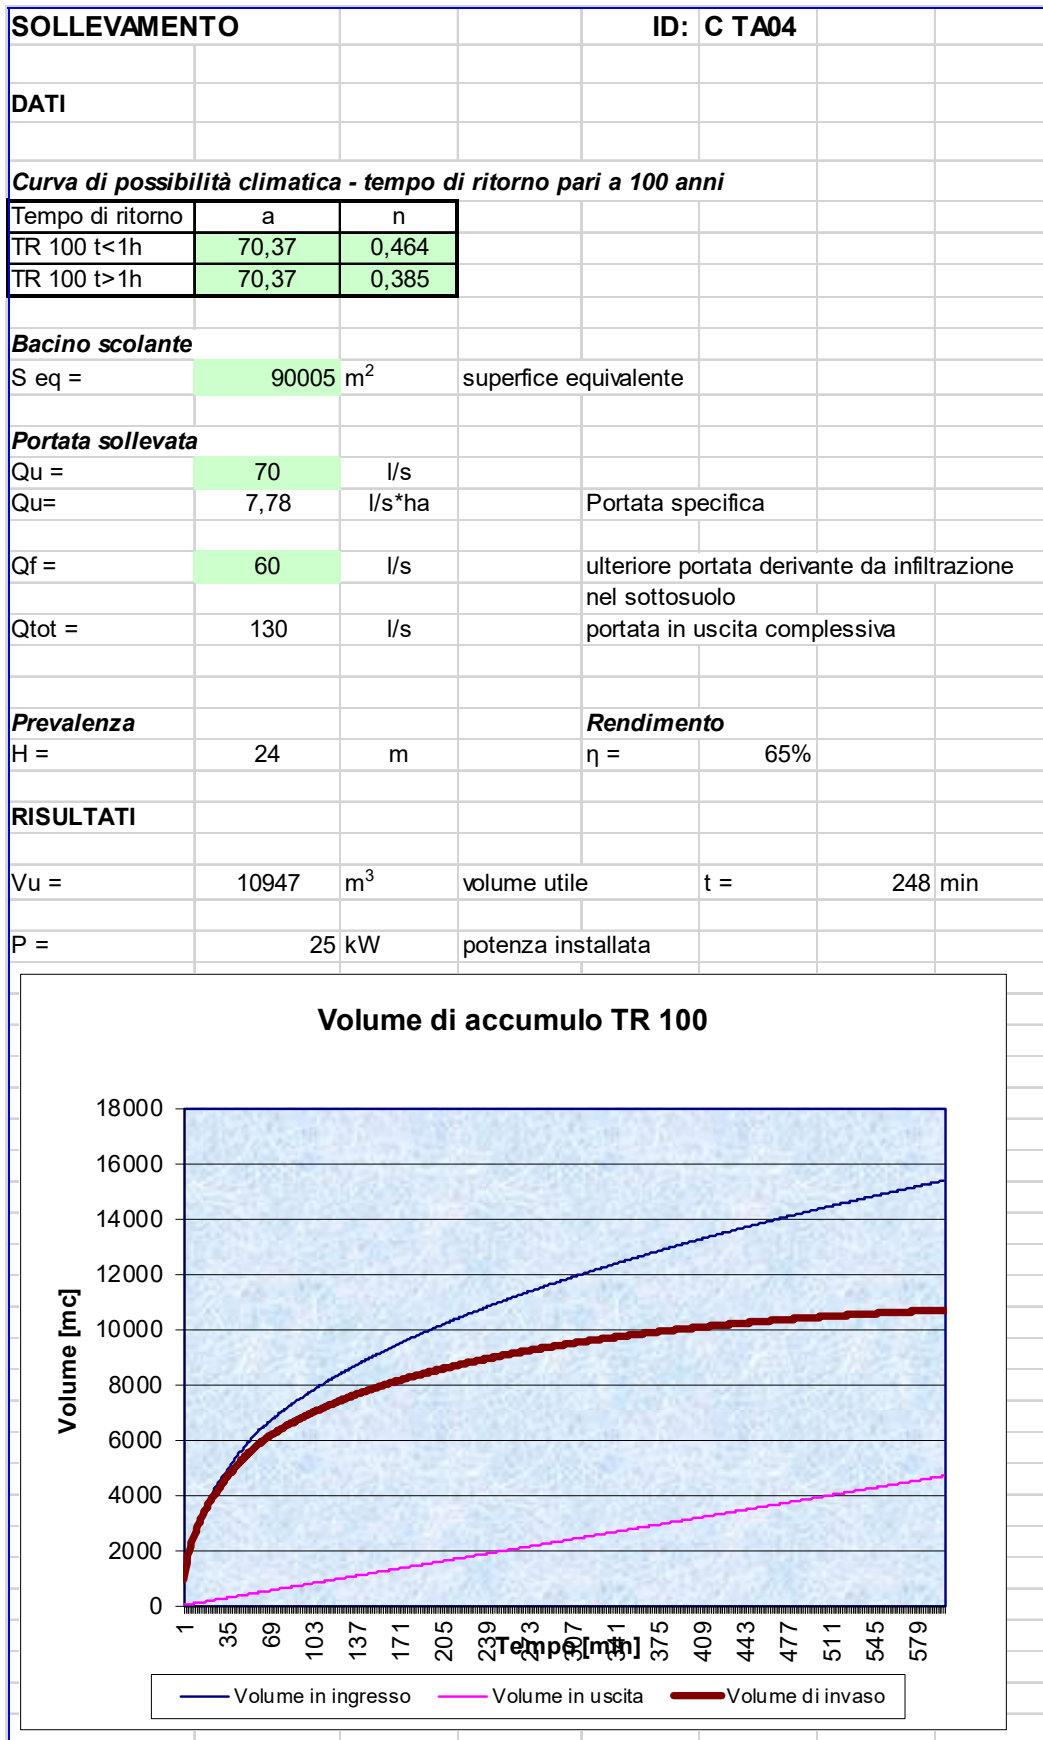 SOLLEVAMENTO ID: C TA04
DATI
Curva di possibilità climatica - tempo di ritorno pari a 100 anni
Tempo di ritorno a n
TR 100 t<1h 70,37 0,464
TR 100 t>1h 70,37 0,385
Bacino scolante
S eq = 90005 m² superfice equivalente
Portata sollevata
Qu = 70 l/s
Qu= 7,78 l/s*ha Portata specifica
Qf = 60 l/s ulteriore portata derivante da infiltrazione
nel sottosuolo
Qtot = 130 l/s portata in uscita complessiva
Prevalenza Rendimento
H = 24 m η = 65%
RISULTATI
Vu = 10947 m³ volume utile t = 248 min
P = 25 kW potenza installata
Volume di accumulo TR 100
18000
16000
14000
12000
10000
8000
6000
4000
2000
0
Volume [mc]
1 35 69 103 137 171 205 239 273 307 341 375 409 443 477 511 545 579
Tempo [min]
Volume in ingresso Volume in uscita Volume di invaso